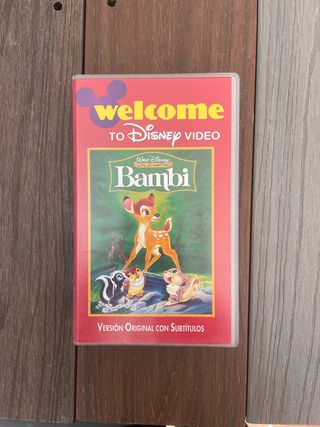 welcome
TO DISNEY VIDEO
WALT DISNEY
Bambi
VERSIÓN ORIGINAL CON SUBTÍTULOS